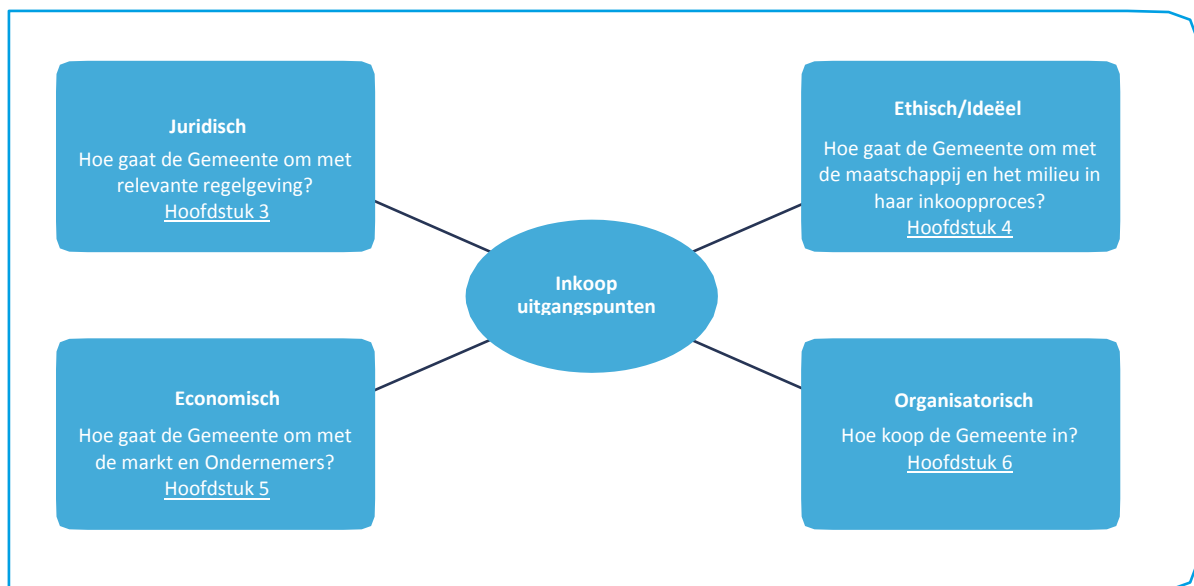 Juridisch
Hoe gaat de Gemeente om met
relevante regelgeving?
Hoofdstuk 3
Ethisch/Ideëel
Hoe gaat de Gemeente om met
de maatschappij en het milieu in
haar inkoopproces?
Hoofdstuk 4
Inkoop
uitgangspunten
Economisch
Hoe gaat de Gemeente om met
de markt en Ondernemers?
Hoofdstuk 5
Organisatorisch
Hoe koop de Gemeente in?
Hoofdstuk 6